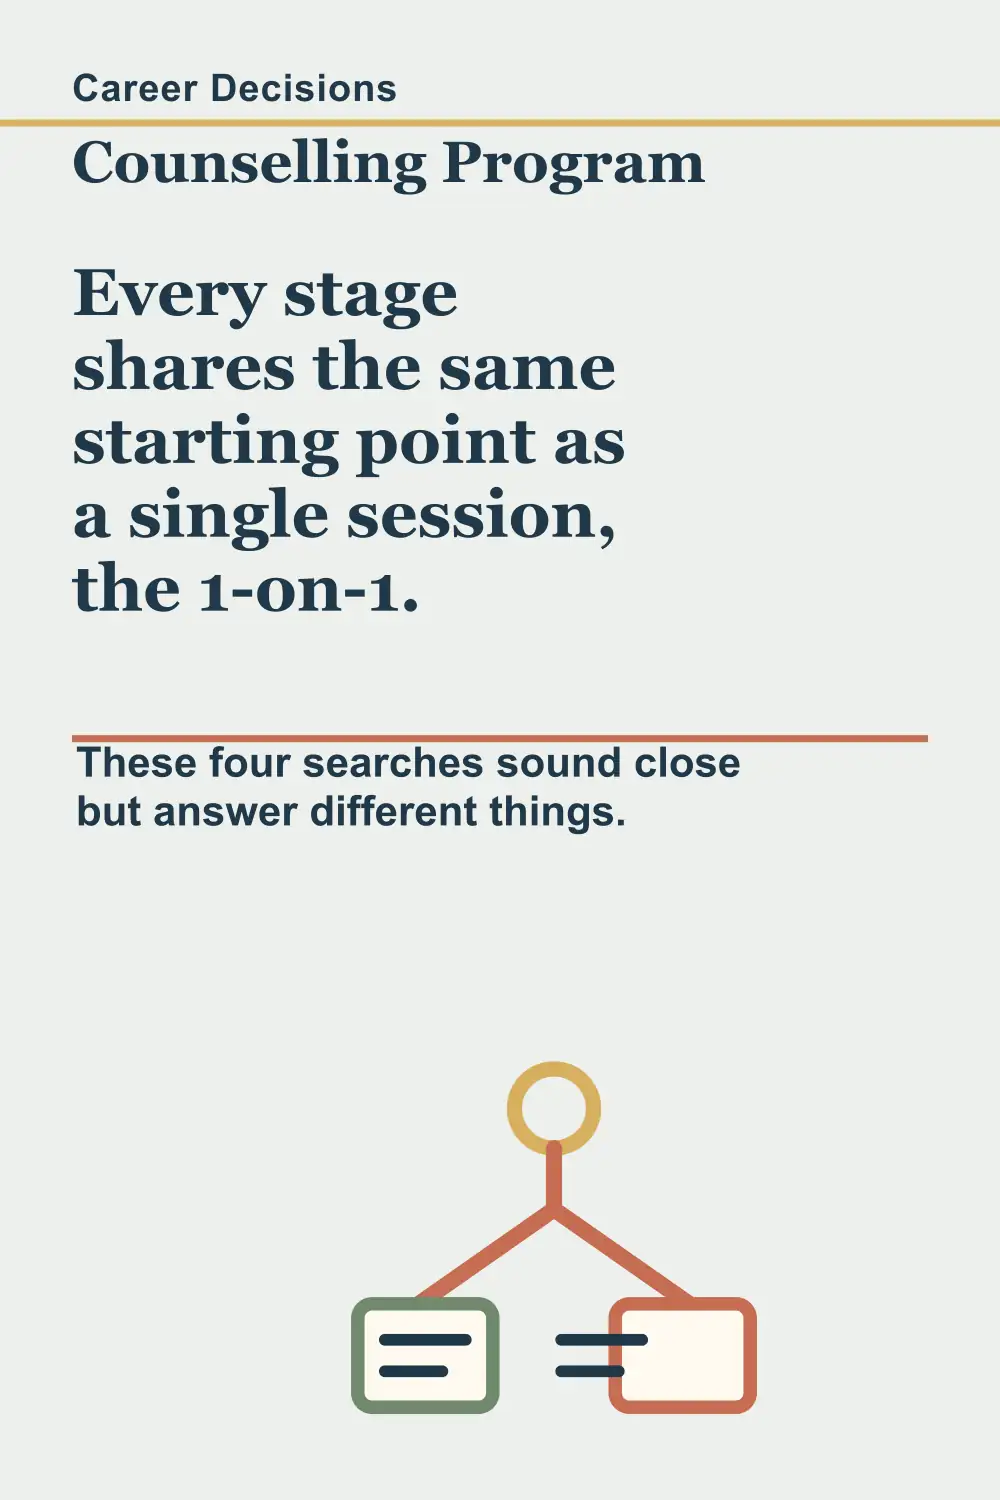 Career Decisions
Counselling Program
Every stage
shares the same
starting point as
a single session,
the 1-on-1.
These four searches sound close
but answer different things.